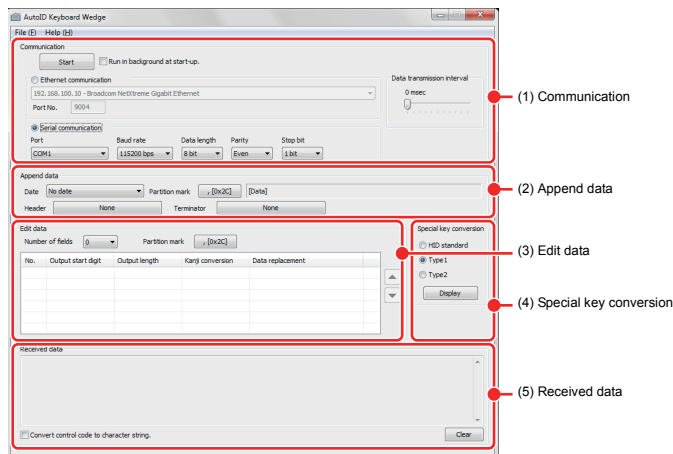 AutoID Keyboard Wedge
File (F) Help (H)
Communication
Start
Run in background at start-up.
Ethernet communication
192.168.100.10 - Broadcom NetXtreme Gigabit Ethernet
Port No. 9004
Data transmission interval
0 msec
Serial communication
Port Baud rate Data length Parity Stop bit
COM1 115200 bps 8 bit Even 1 bit
(1) Communication
Append data
Date No date Partition mark , [0x2C] [Data]
Header None Terminator None
(2) Append data
Edit data
Number of fields 0 Partition mark , [0x2C]
No. Output start digit Output length Kanji conversion Data replacement
(3) Edit data
Special key conversion
HID standard
Type1
Type2
Display
(4) Special key conversion
Received data
(5) Received data
Convert control code to character string.
Clear